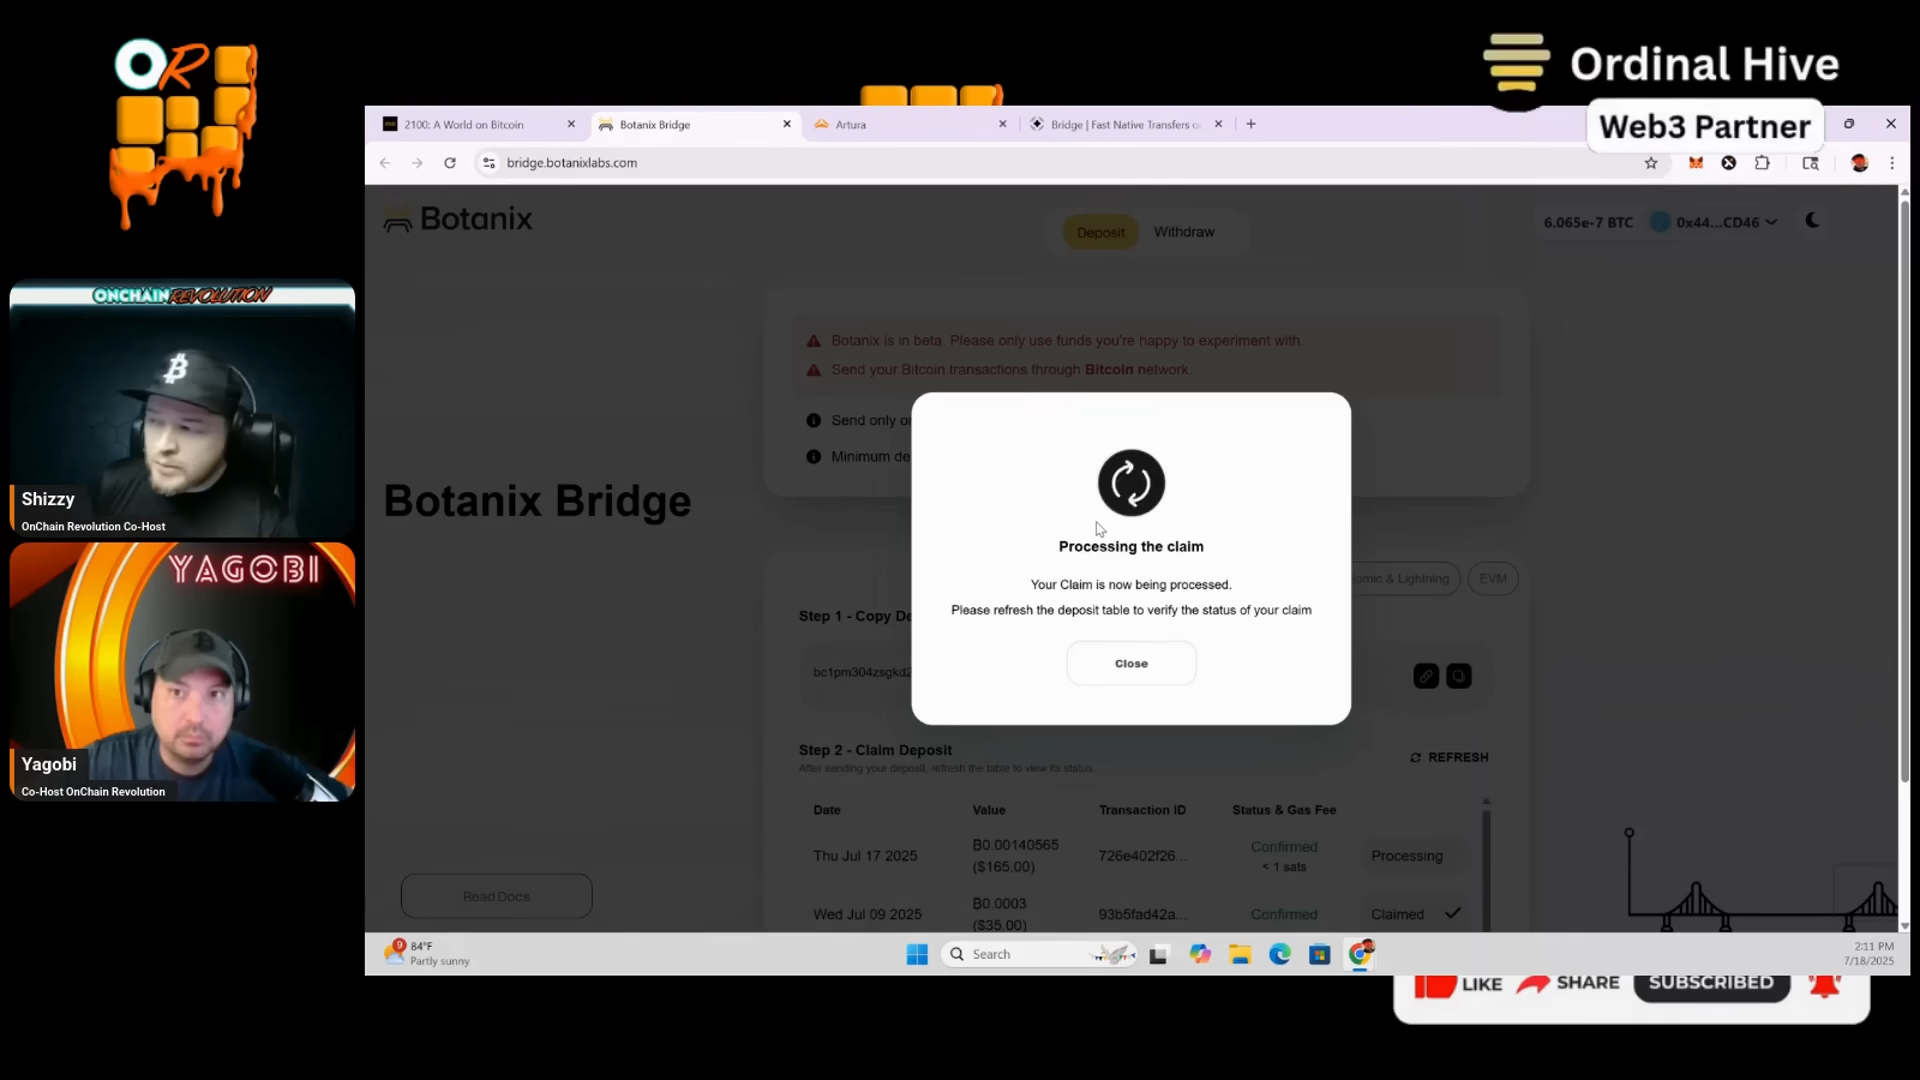 OR
Ordinal Hive
Web3 Partner
2100: A World on Bitcoin
Botanix Bridge
Artura
Bridge | Fast Native Transfers o
bridge.botanixlabs.com
Botanix
Deposit
Withdraw
6.065e-7 BTC
0x44...CD46
Botanix is in beta. Please only use funds you're happy to experiment with.
Send your Bitcoin transactions through Bitcoin network.
Send only
Minimum de
Botanix Bridge
Processing the claim
Your Claim is now being processed.
Please refresh the deposit table to verify the status of your claim
Close
& Lightning
EVM
Step 1 - Copy De
bc1pm304zsgkd
Step 2 - Claim Deposit
After sending your deposit, refresh the table to view its status.
REFRESH
Date
Value
Transaction ID
Status & Gas Fee
Thu Jul 17 2025
₿0.00140565
($165.00)
726e402f26...
Confirmed
< 1 sats
Processing
Wed Jul 09 2025
₿0.0003
($35.00)
93b5fad42a...
Confirmed
Claimed
Read Docs
ONCHAIN REVOLUTION
Shizzy
OnChain Revolution Co-Host
YAGOBI
Yagobi
Co-Host OnChain Revolution
9
84°F
Partly sunny
Search
2:11 PM
7/18/2025
LIKE
SHARE
SUBSCRIBED